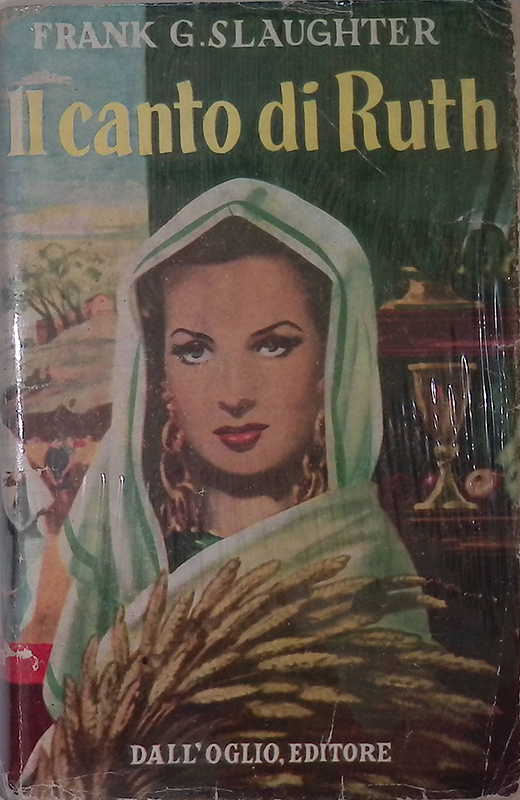 FRANK G. SLAUGHTER
Il canto di Ruth
DALL'OGLIO, EDITORE